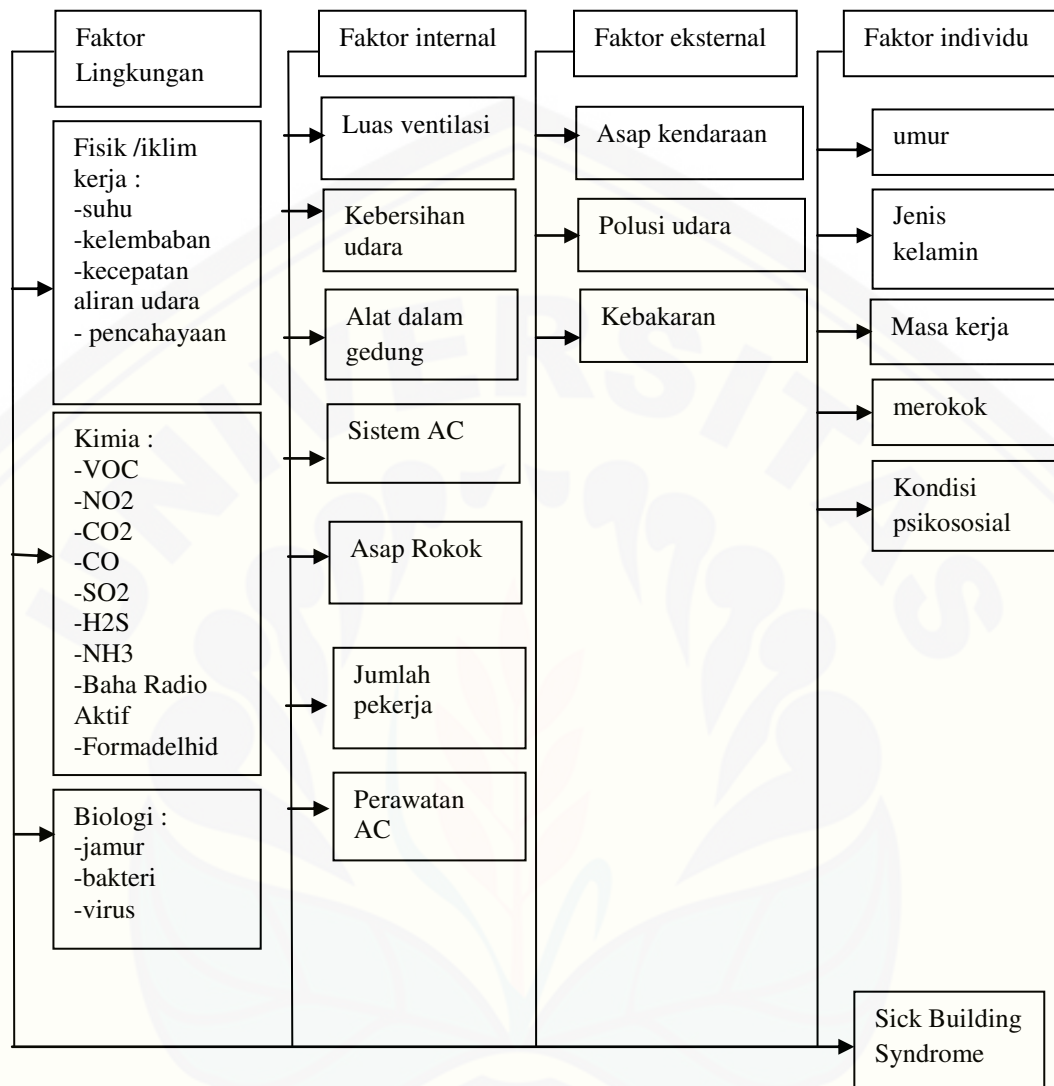 Faktor
Lingkungan
Fisik /iklim
kerja :
-suhu
-kelembaban
-kecepatan
aliran udara
- pencahayaan
Kimia :
-VOC
-NO2
-CO2
-CO
-SO2
-H2S
-NH3
-Baha Radio
Aktif
-Formadelhid
Biologi :
-jamur
-bakteri
-virus
Faktor internal
Luas ventilasi
Kebersihan
udara
Alat dalam
gedung
Sistem AC
Asap Rokok
Jumlah
pekerja
Perawatan
AC
Faktor eksternal
Asap kendaraan
Polusi udara
Kebakaran
Faktor individu
umur
Jenis
kelamin
Masa kerja
merokok
Kondisi
psikososial
Sick Building
Syndrome
UNIVERSITAS